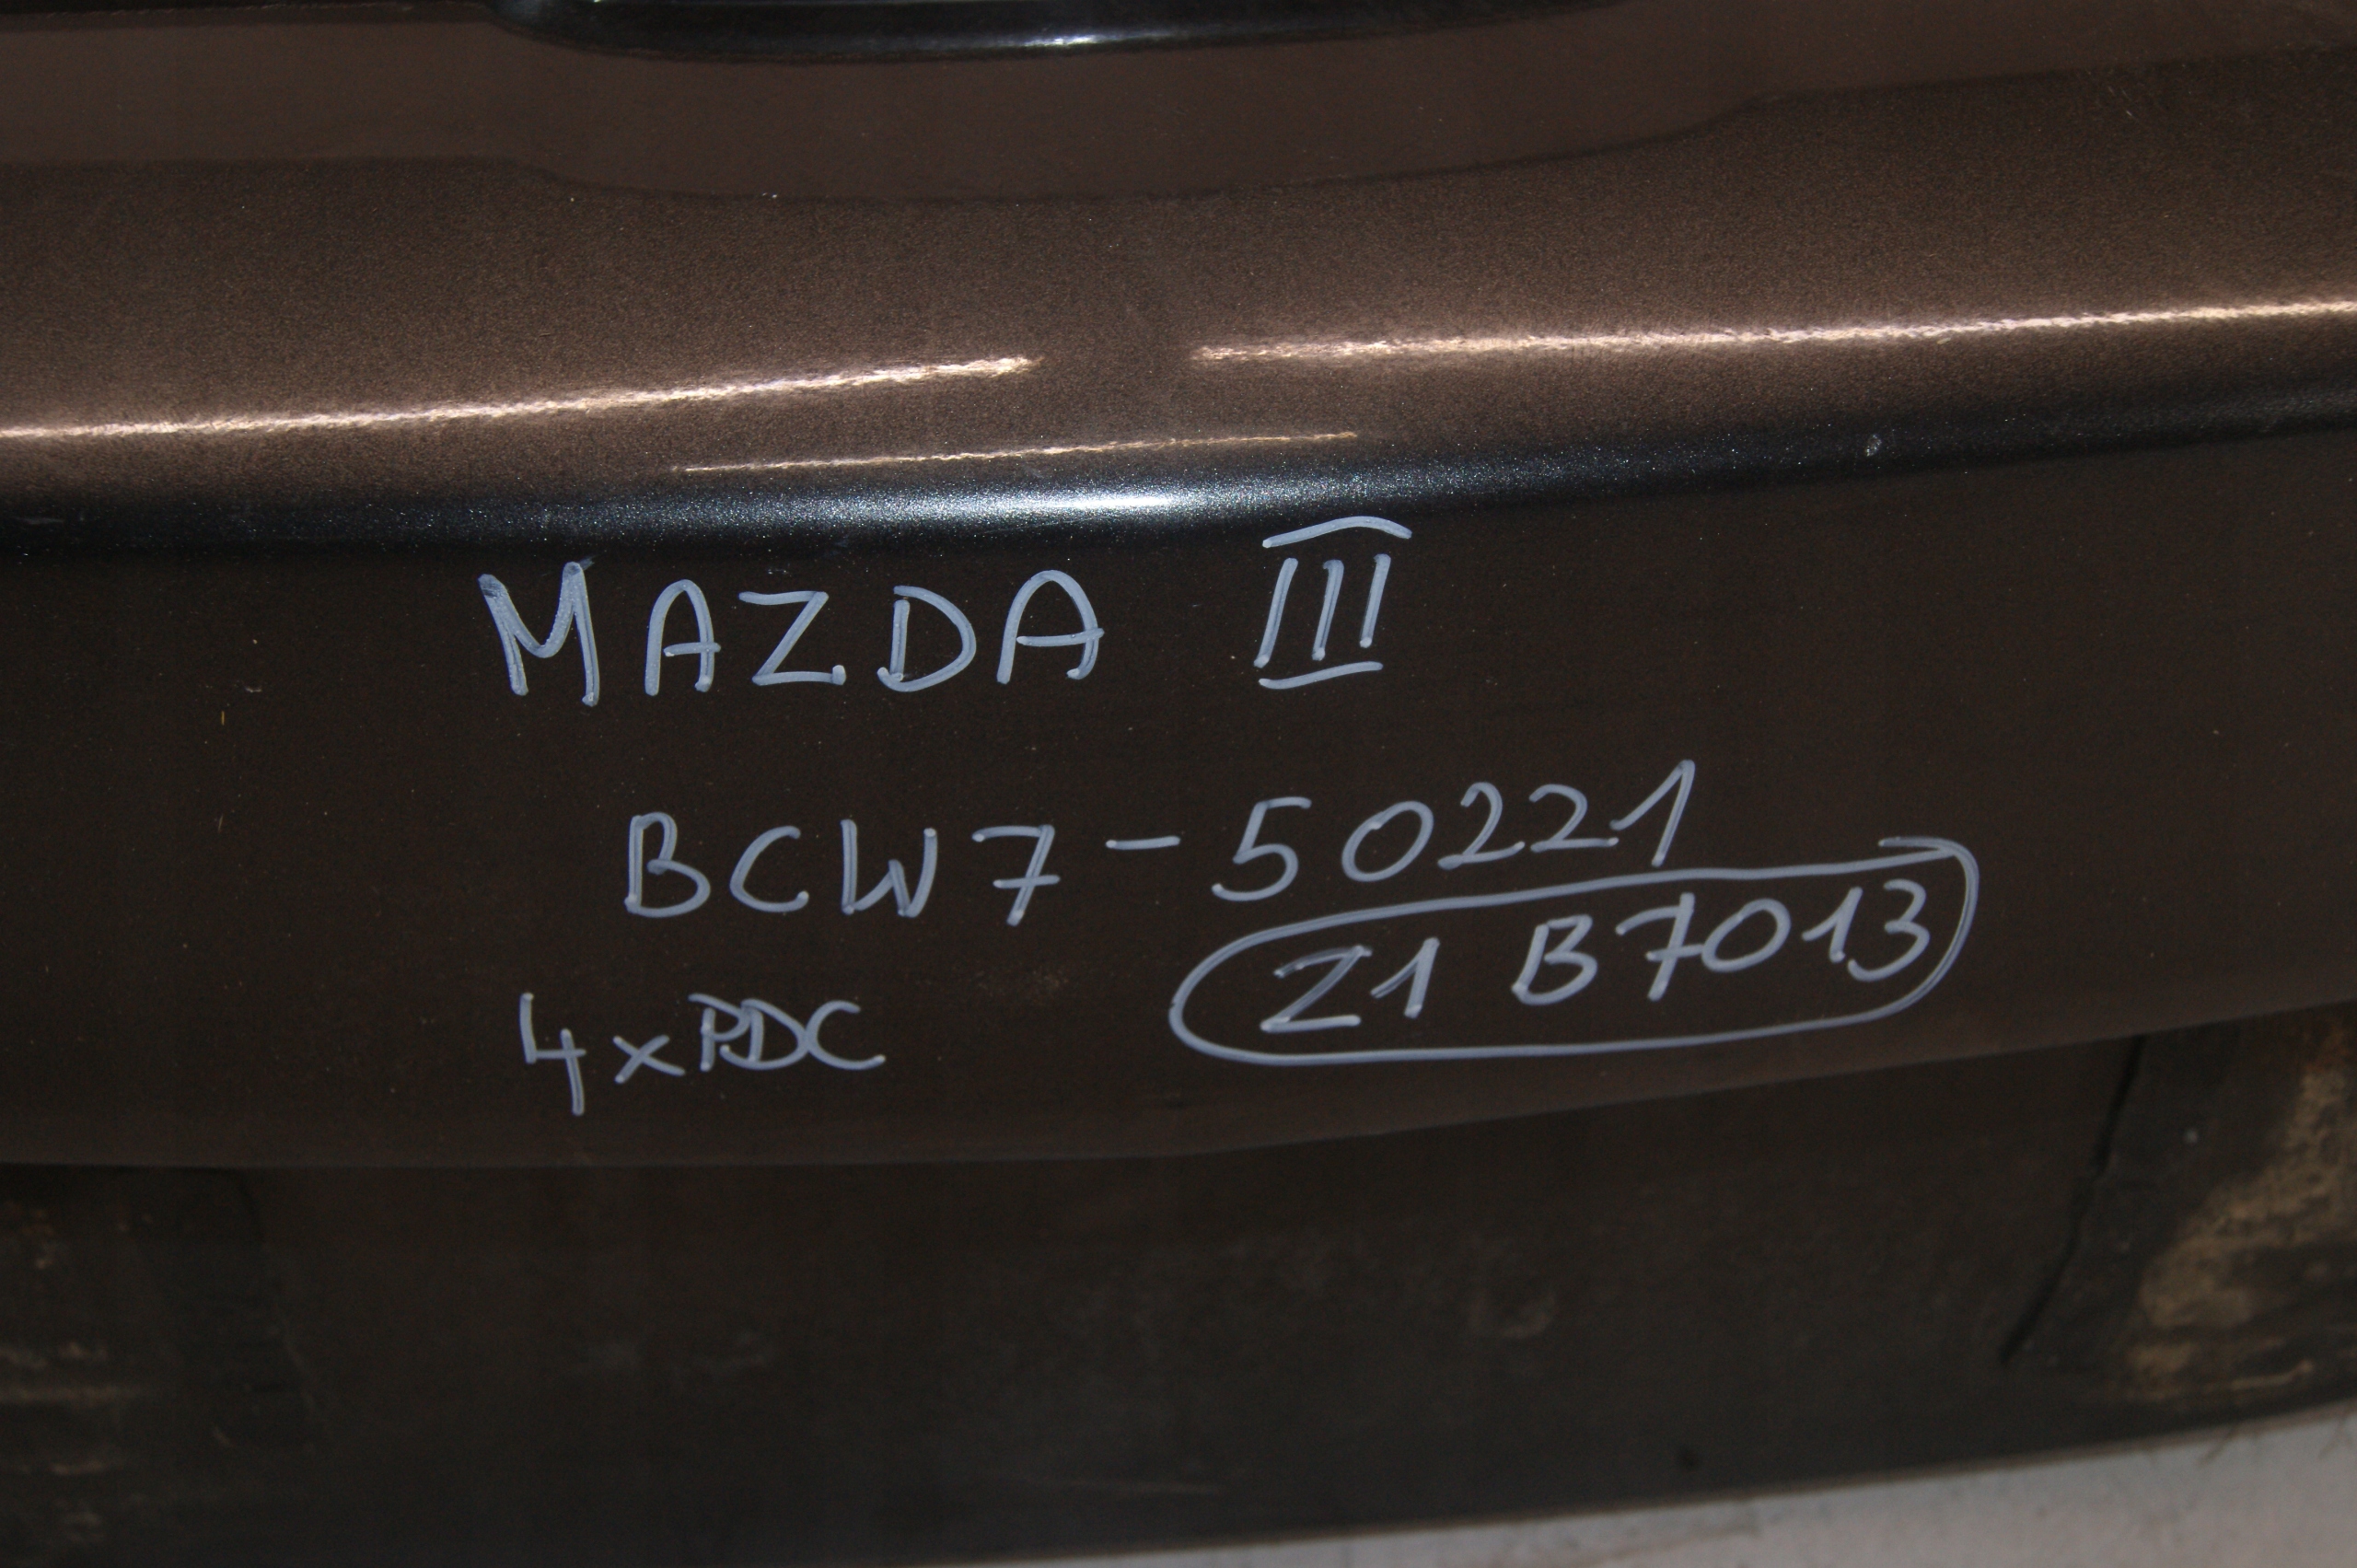 MAZDA III
BCW7-50221
Z1 B7013
4xPDC